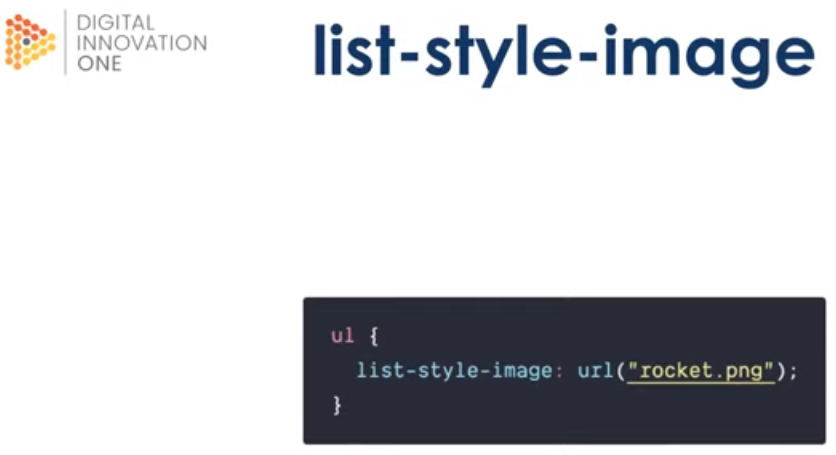 DIGITAL
INNOVATION
ONE
list-style-image
ul {
list-style-image: url("rocket.png");
}